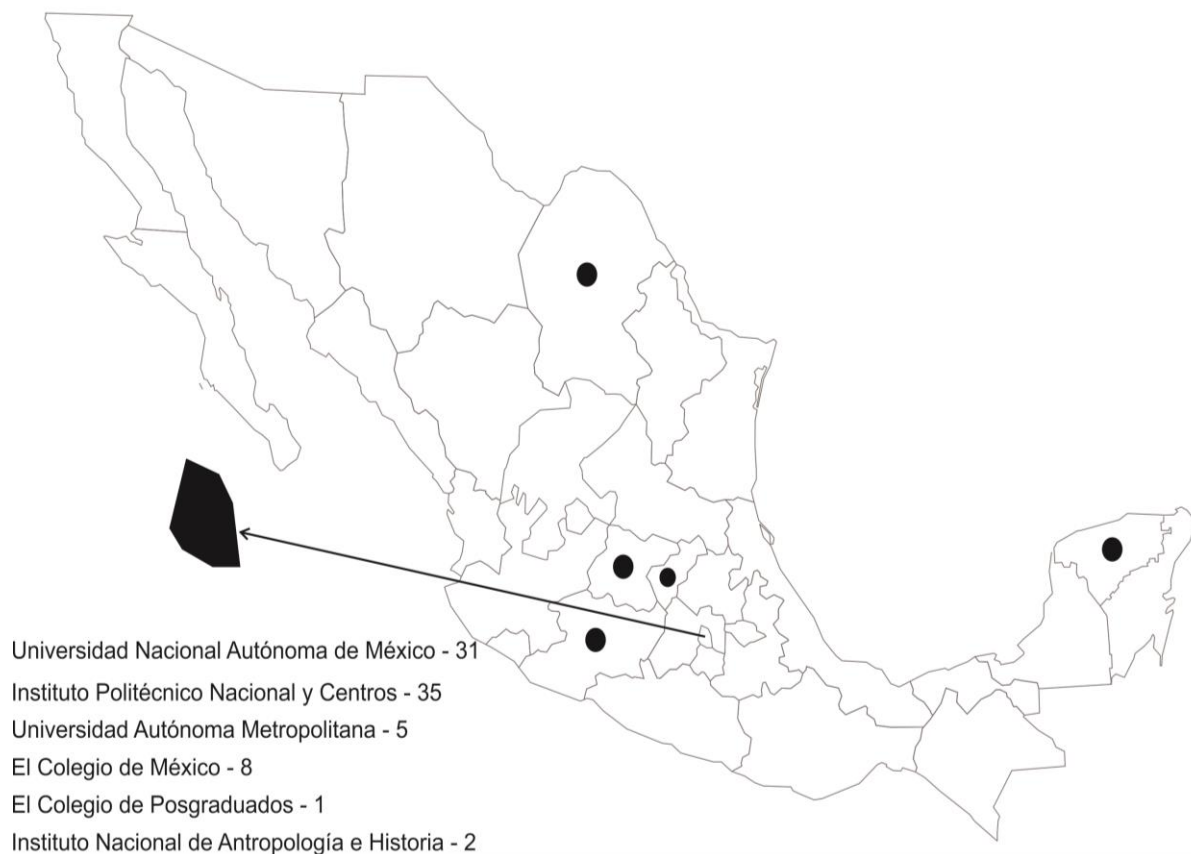 Universidad Nacional Autónoma de México - 31
Instituto Politécnico Nacional y Centros - 35
Universidad Autónoma Metropolitana - 5
El Colegio de México - 8
El Colegio de Posgraduados - 1
Instituto Nacional de Antropología e Historia - 2